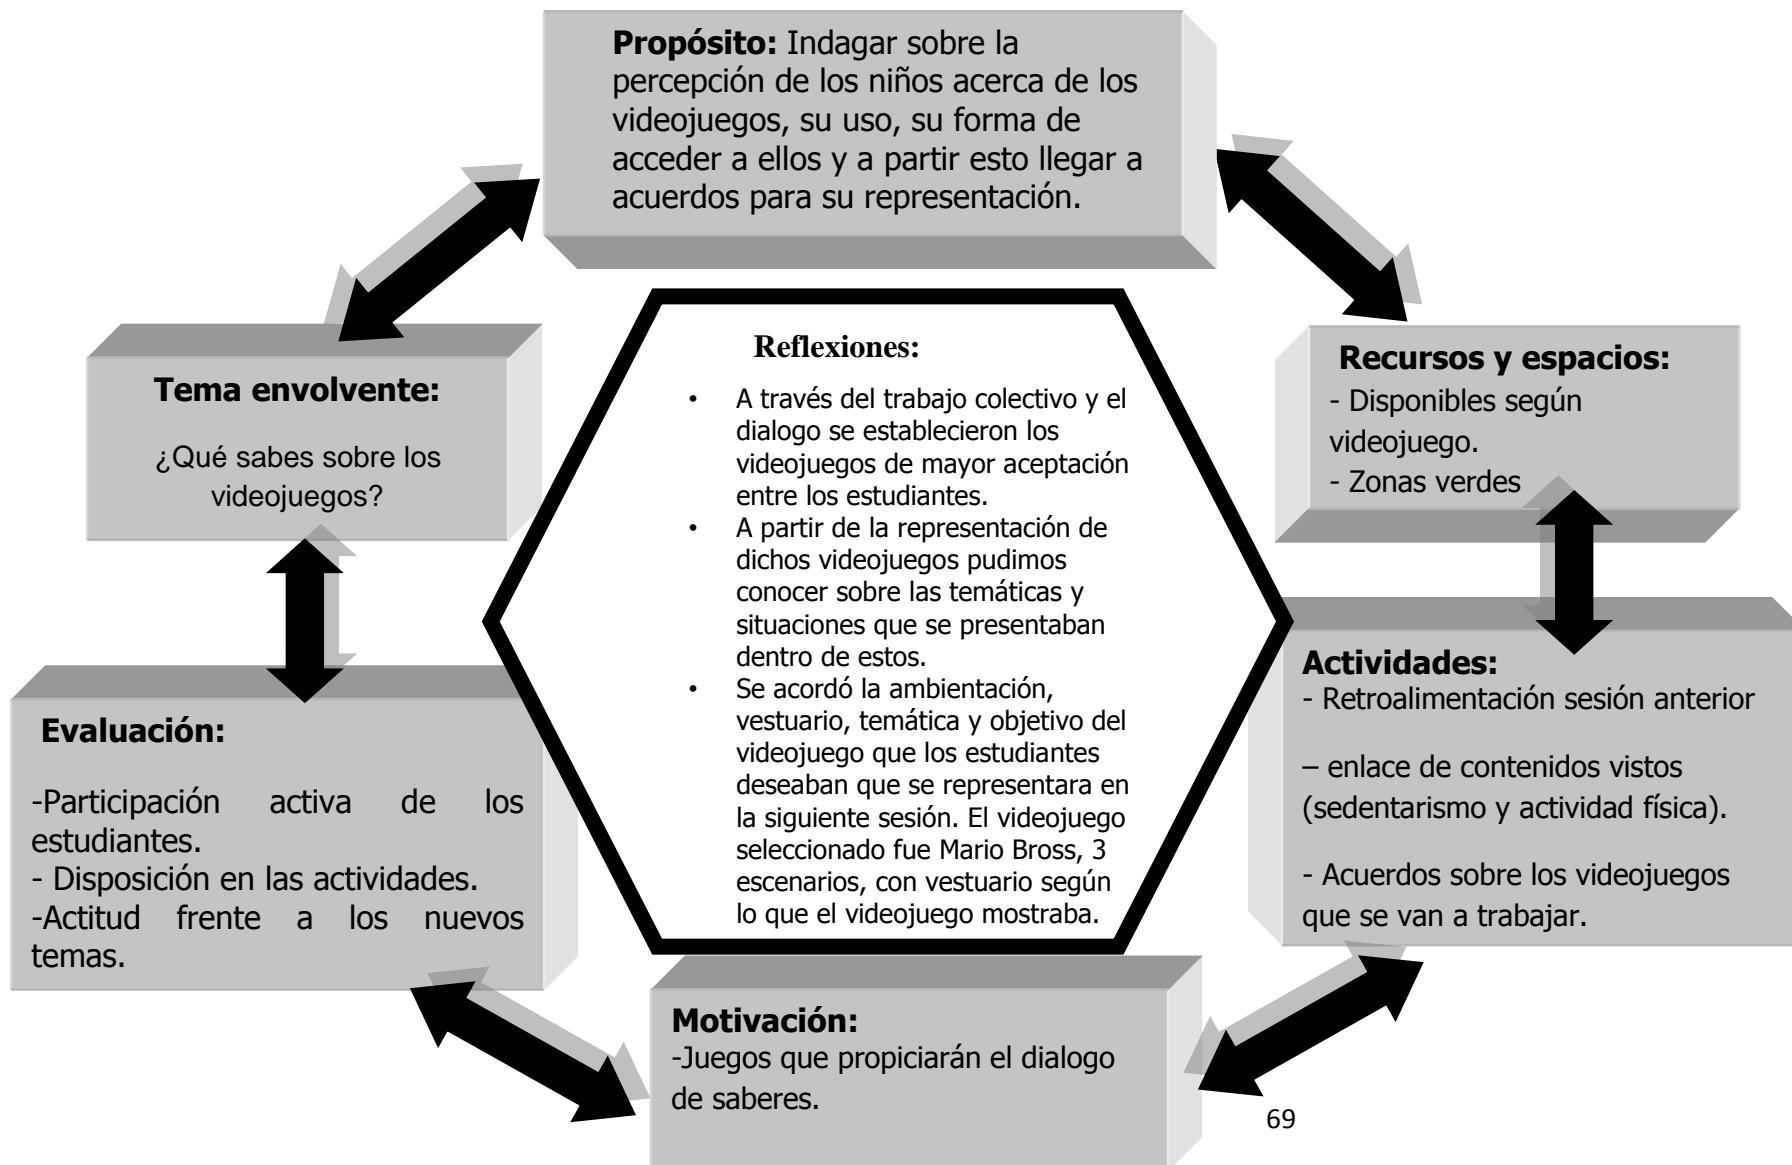 Propósito: Indagar sobre la
percepción de los niños acerca de los
videojuegos, su uso, su forma de
acceder a ellos y a partir esto llegar a
acuerdos para su representación.
Tema envolvente:
¿Qué sabes sobre los
videojuegos?
Reflexiones:
• A través del trabajo colectivo y el
dialogo se establecieron los
videojuegos de mayor aceptación
entre los estudiantes.
• A partir de la representación de
dichos videojuegos pudimos
conocer sobre las temáticas y
situaciones que se presentaban
dentro de estos.
• Se acordó la ambientación,
vestuario, temática y objetivo del
videojuego que los estudiantes
deseaban que se representara en
la siguiente sesión. El videojuego
seleccionado fue Mario Bross, 3
escenarios, con vestuario según
lo que el videojuego mostraba.
Recursos y espacios:
- Disponibles según
videojuego.
- Zonas verdes
Evaluación:
-Participación activa de los
estudiantes.
- Disposición en las actividades.
-Actitud frente a los nuevos
temas.
Actividades:
- Retroalimentación sesión anterior
– enlace de contenidos vistos
(sedentarismo y actividad física).
- Acuerdos sobre los videojuegos
que se van a trabajar.
Motivación:
-Juegos que propiciarán el dialogo
de saberes.
69